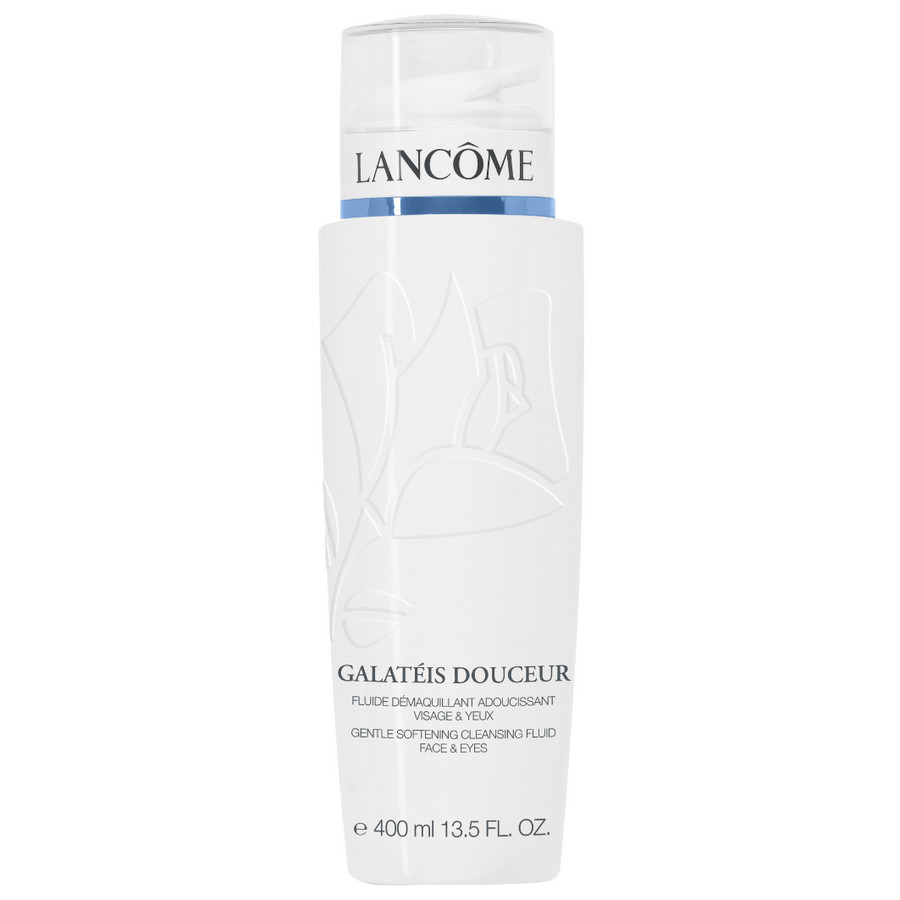 LANCÔME
GALATÉIS DOUCEUR
FLUIDE DÉMAQUILLANT ADOUCISSANT
VISAGE & YEUX
GENTLE SOFTENING CLEANSING FLUID
FACE & EYES
℮ 400 ml 13.5 FL. OZ.